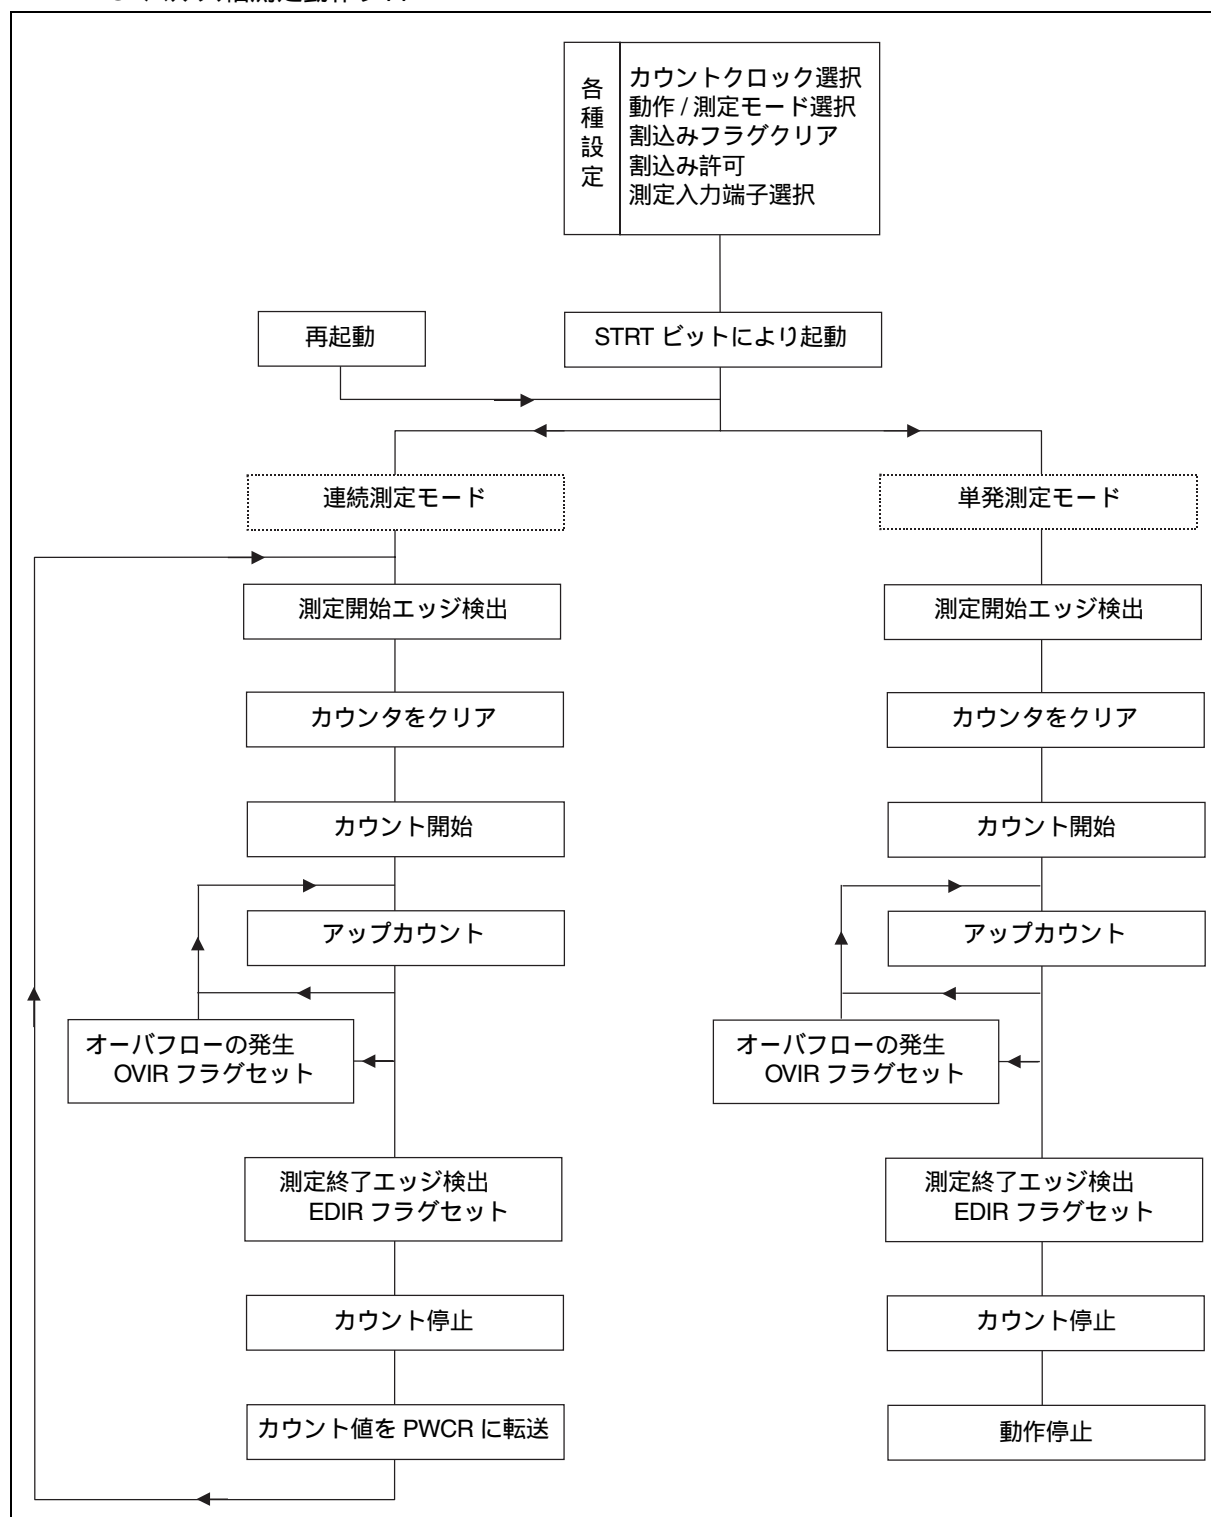 各種設定
カウントクロック選択
動作 / 測定モード選択
割込みフラグクリア
割込み許可
測定入力端子選択
再起動
STRT ビットにより起動
連続測定モード
単発測定モード
測定開始エッジ検出
測定開始エッジ検出
カウンタをクリア
カウンタをクリア
カウント開始
カウント開始
アップカウント
アップカウント
オーバフローの発生
OVIR フラグセット
オーバフローの発生
OVIR フラグセット
測定終了エッジ検出
EDIR フラグセット
測定終了エッジ検出
EDIR フラグセット
カウント停止
カウント停止
カウント値を PWCR に転送
動作停止